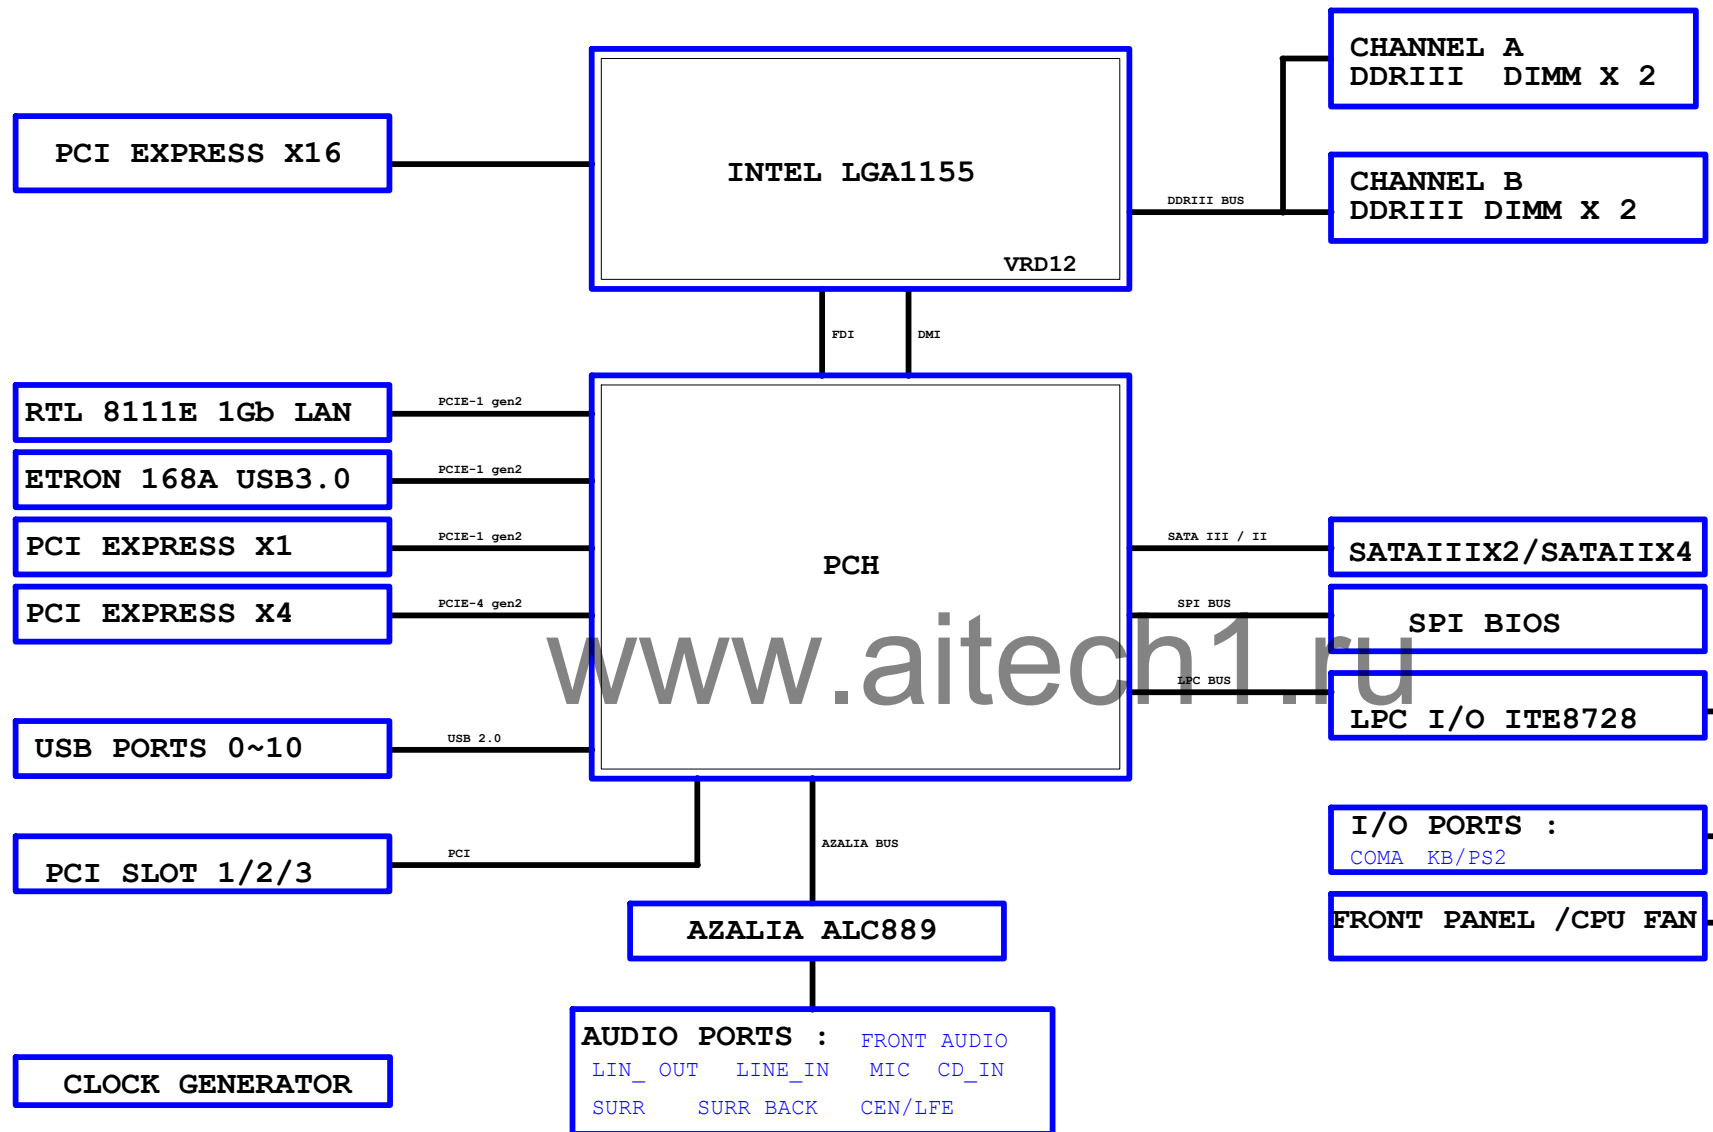 CHANNEL A
DDRIII DIMM X 2
PCI EXPRESS X16
INTEL LGA1155
VRD12
DDRIII BUS
CHANNEL B
DDRIII DIMM X 2
FDI
DMI
RTL 8111E 1Gb LAN
PCIE-1 gen2
ETRON 168A USB3.0
PCIE-1 gen2
PCI EXPRESS X1
PCIE-1 gen2
PCI EXPRESS X4
PCIE-4 gen2
PCH
SATA III / II
SATAIIIX2/SATAIIX4
SPI BUS
SPI BIOS
www.aitech1.ru
LPC BUS
LPC I/O ITE8728
USB PORTS 0~10
USB 2.0
PCI SLOT 1/2/3
PCI
AZALIA BUS
I/O PORTS :
COMA KB/PS2
AZALIA ALC889
FRONT PANEL /CPU FAN
AUDIO PORTS : FRONT AUDIO
LIN_ OUT LINE_IN MIC CD_IN
SURR SURR BACK CEN/LFE
CLOCK GENERATOR